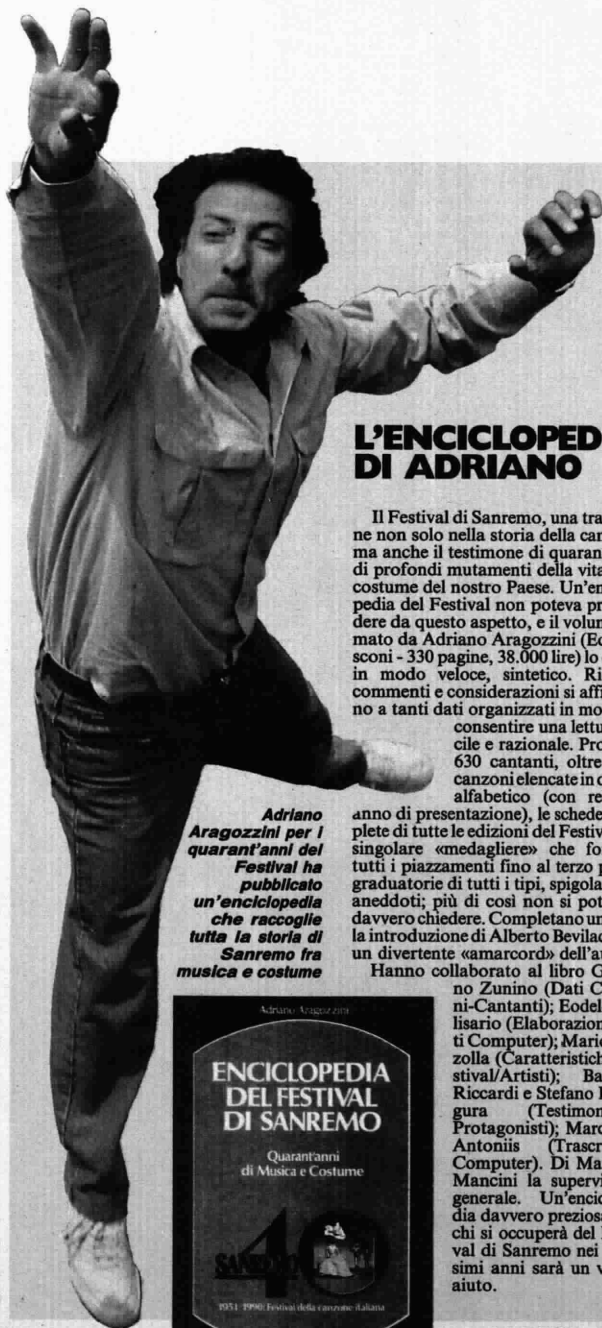 L'ENCICLOPED
DI ADRIANO
Il Festival di Sanremo, una tra
ne non solo nella storia della can
ma anche il testimone di quaran
di profondi mutamenti della vita
costume del nostro Paese. Un'en
pedia del Festival non poteva pr
dere da questo aspetto, e il volun
mato da Adriano Aragozzini (Ec
sconi - 330 pagine, 38.000 lire) lo
in modo veloce, sintetico. Ri
commenti e considerazioni si affi
no a tanti dati organizzati in mo
consentire una lettu
cile e razionale. Pro
630 cantanti, oltre
canzoni elencate in o
alfabetico (con re
anno di presentazione), le schede
plete di tutte le edizioni del Festiv
singolare «medagliere» che fo
tutti i piazzamenti fino al terzo p
graduatorie di tutti i tipi, spigola
aneddoti; più di così non si pot
davvero chiedere. Completano un
la introduzione di Alberto Bevilac
un divertente «amarcord» dell'au
Hanno collaborato al libro G
no Zunino (Dati C
ni-Cantanti); Eodel
lisario (Elaborazion
ti Computer); Mario
zolla (Caratteristich
stival/Artisti); Ba
Riccardi e Stefano
gura (Testimon
Protagonisti); Marc
Antoniis (Trascr
Computer). Di Ma
Mancini la supervi
generale. Un'encic
dia davvero preziosa
chi si occuperà del
val di Sanremo nei
simi anni sarà un v
aiuto.
Adriano
Aragozzini per i
quarant'anni del
Festival ha
pubblicato
un'enciclopedia
che raccoglie
tutta la storia di
Sanremo fra
musica e costume
Adriano Aragozzini
ENCICLOPEDIA
DEL FESTIVAL
DI SANREMO
Quarant'anni
di Musica e Costume
SANREMO 40
1951-1990: Festival della canzone italiana